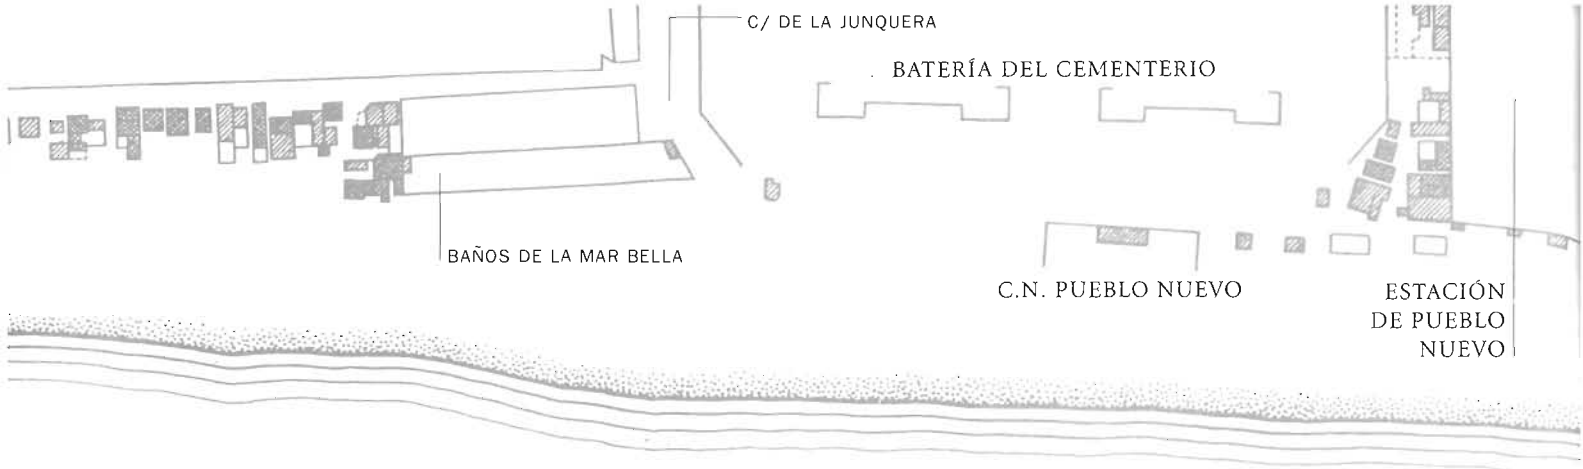 C/ DE LA JUNQUERA
BATERÍA DEL CEMENTERIO
BAÑOS DE LA MAR BELLA
C.N. PUEBLO NUEVO
ESTACIÓN
DE PUEBLO
NUEVO